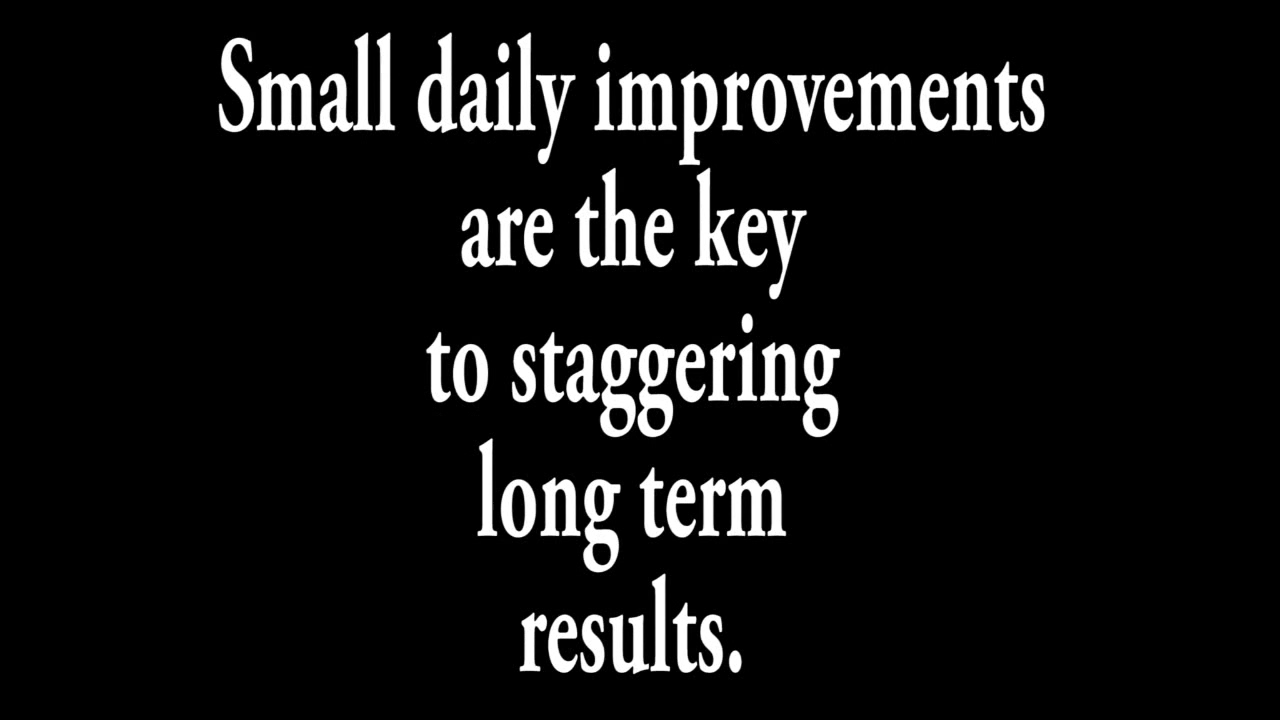 Small daily improvements
are the key
to staggering
long term
results.